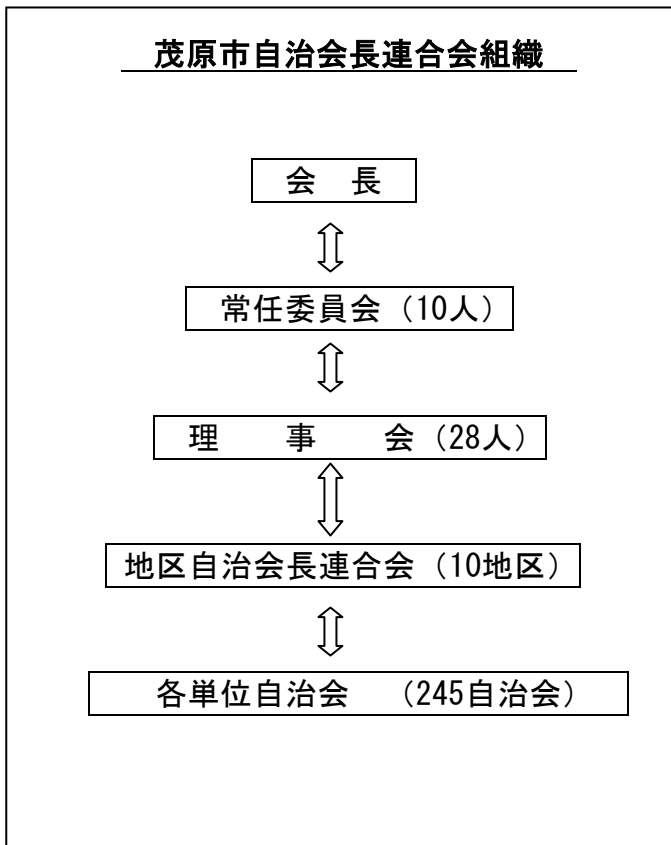 茂原市自治会長連合会組織
会　長
常任委員会（10人）
理　　事　　会（28人）
地区自治会長連合会（10地区）
各単位自治会　（245自治会）